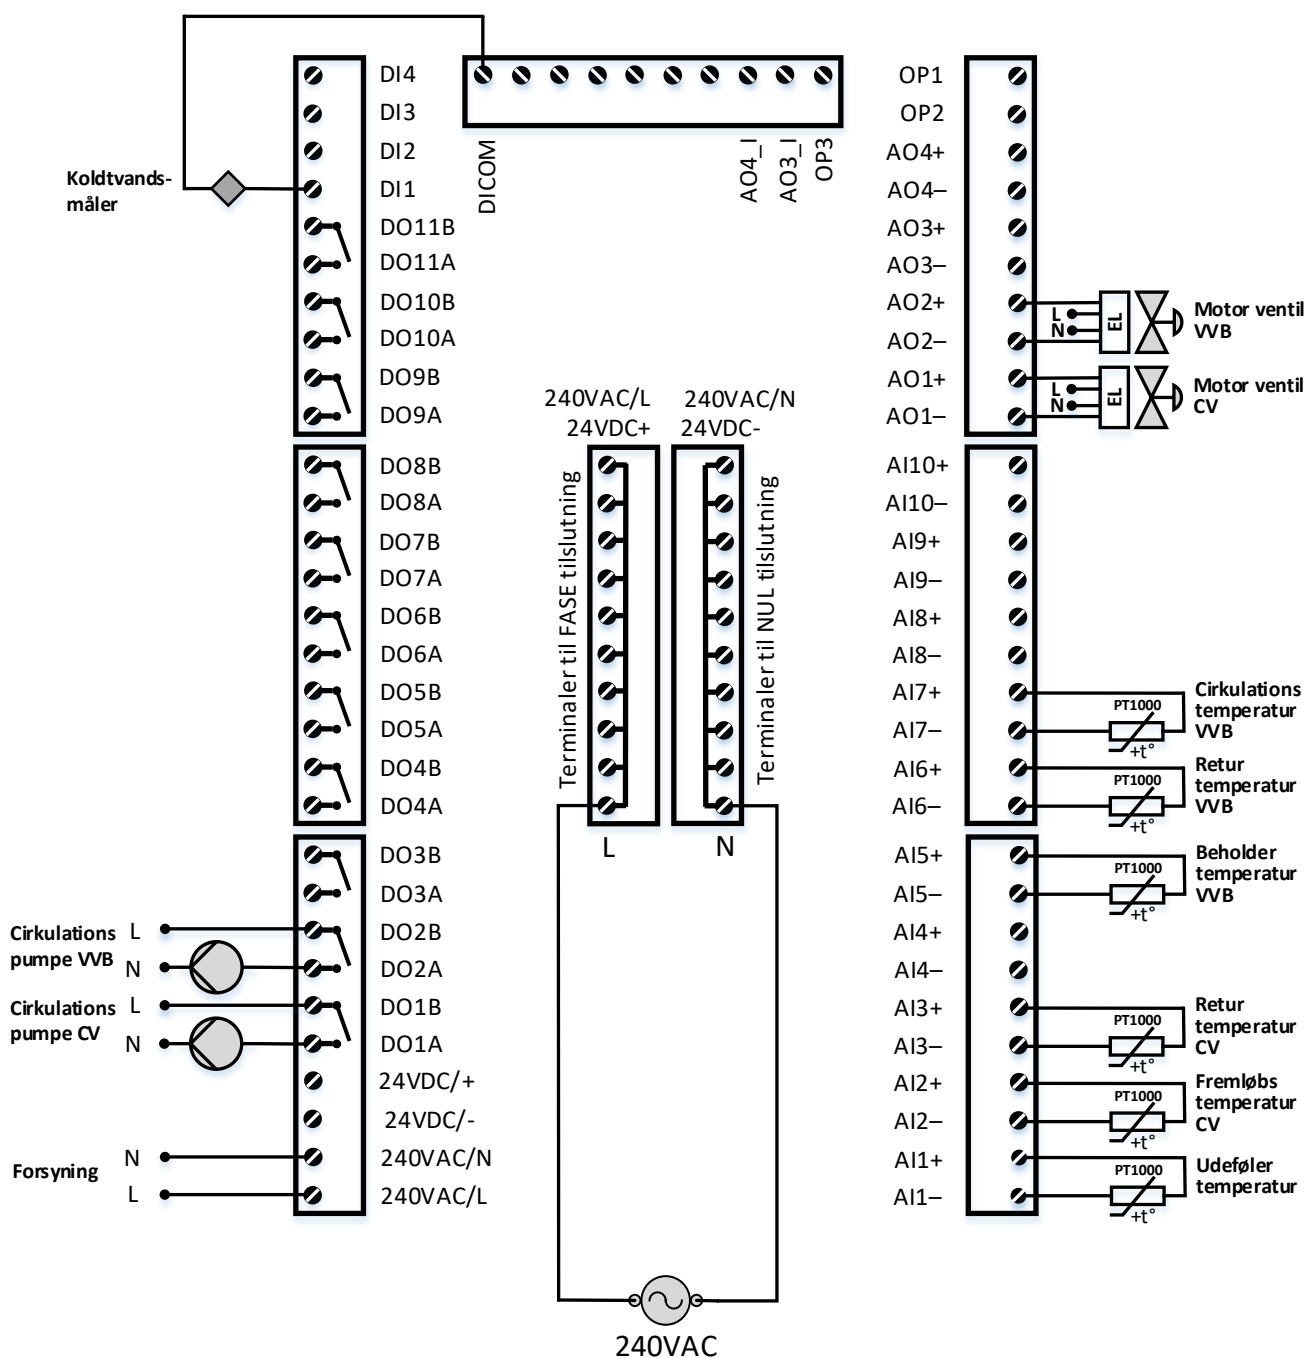 DI4
DI3
DI2
DI1
DO11B
DO11A
DO10B
DO10A
DO9B
DO9A
DO8B
DO8A
DO7B
DO7A
DO6B
DO6A
DO5B
DO5A
DO4B
DO4A
DO3B
DO3A
DO2B
DO2A
DO1B
DO1A
24VDC/+
24VDC/-
240VAC/N
240VAC/L
Koldtvands-
måler
Cirkulations
pumpe VVB
L
N
Cirkulations
pumpe CV
L
N
Forsyning
N
L
DICOM
AO4_I
AO3_I
OP3
240VAC/L
24VDC+
240VAC/N
24VDC-
Terminaler til FASE tilslutning
Terminaler til NUL tilslutning
L
N
240VAC
OP1
OP2
AO4+
AO4–
AO3+
AO3–
AO2+
AO2–
AO1+
AO1–
AI10+
AI10–
AI9+
AI9–
AI8+
AI8–
AI7+
AI7–
AI6+
AI6–
AI5+
AI5–
AI4+
AI4–
AI3+
AI3–
AI2+
AI2–
AI1+
AI1–
L
N
EL
Motor ventil
VVB
L
N
EL
Motor ventil
CV
PT1000
+t°
Cirkulations
temperatur
VVB
PT1000
+t°
Retur
temperatur
VVB
PT1000
+t°
Beholder
temperatur
VVB
PT1000
+t°
Retur
temperatur
CV
PT1000
+t°
Fremløbs
temperatur
CV
PT1000
+t°
Udeføler
temperatur